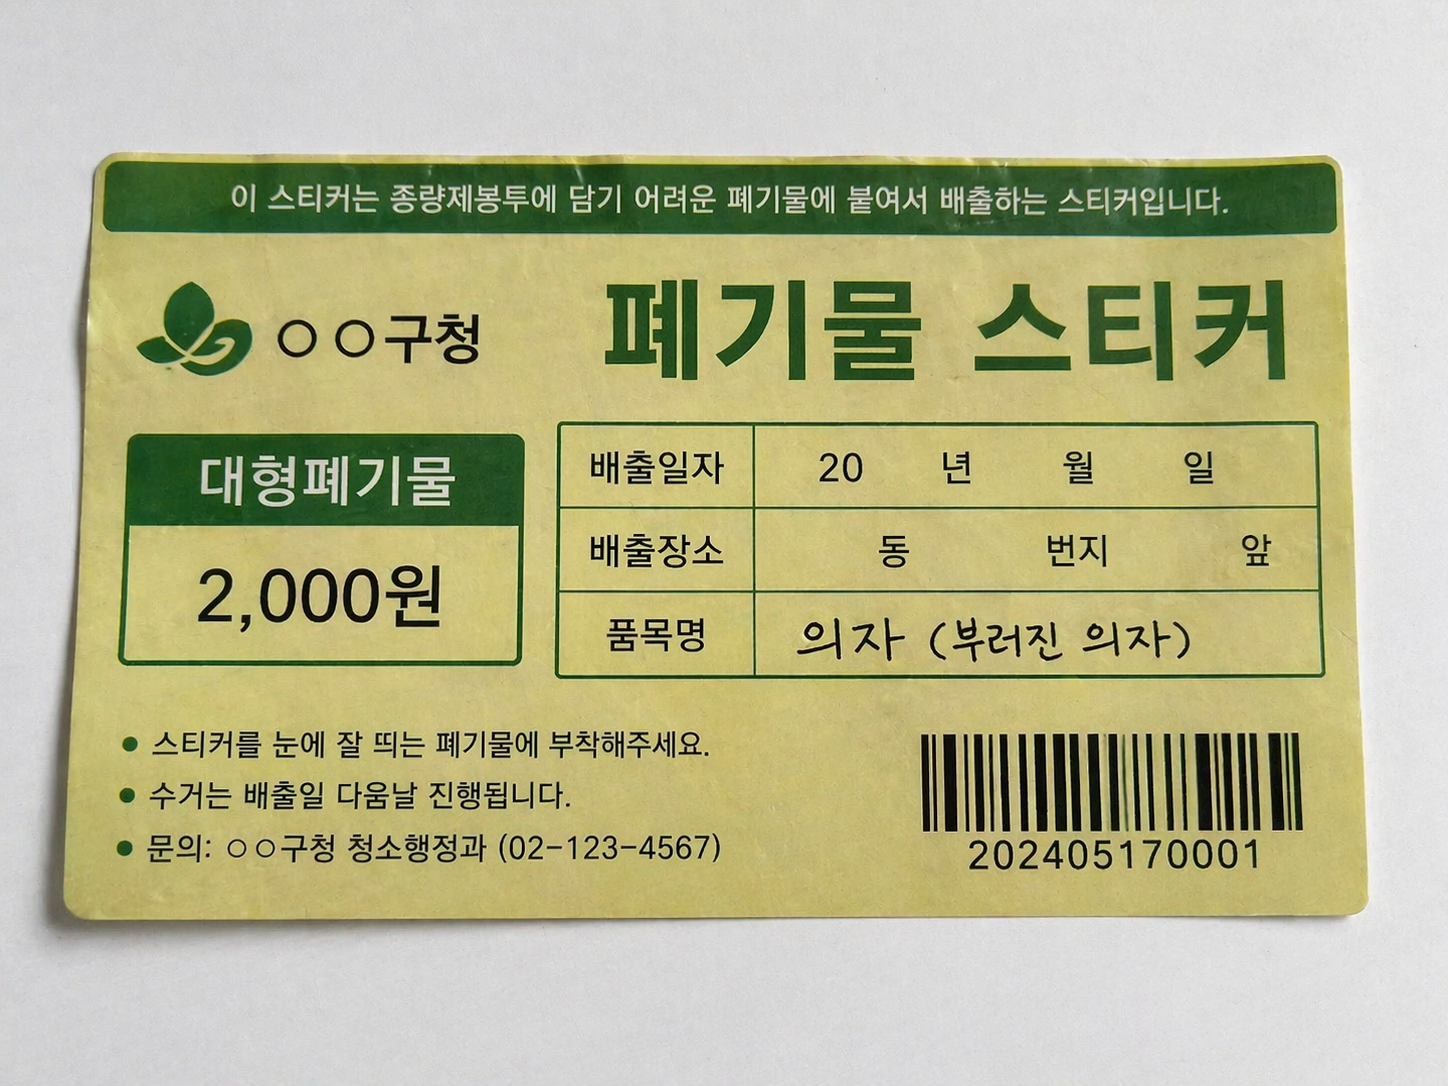 이 스티커는 종량제봉투에 담기 어려운 폐기물에 붙여서 배출하는 스티커입니다.
○○구청
폐기물 스티커
대형폐기물
2,000원
배출일자 20 년 월 일
배출장소 동 번지 앞
품목명 의자 (부러진 의자)
• 스티커를 눈에 잘 띄는 폐기물에 부착해주세요.
• 수거는 배출일 다음날 진행됩니다.
• 문의: ○○구청 청소행정과 (02-123-4567)
202405170001